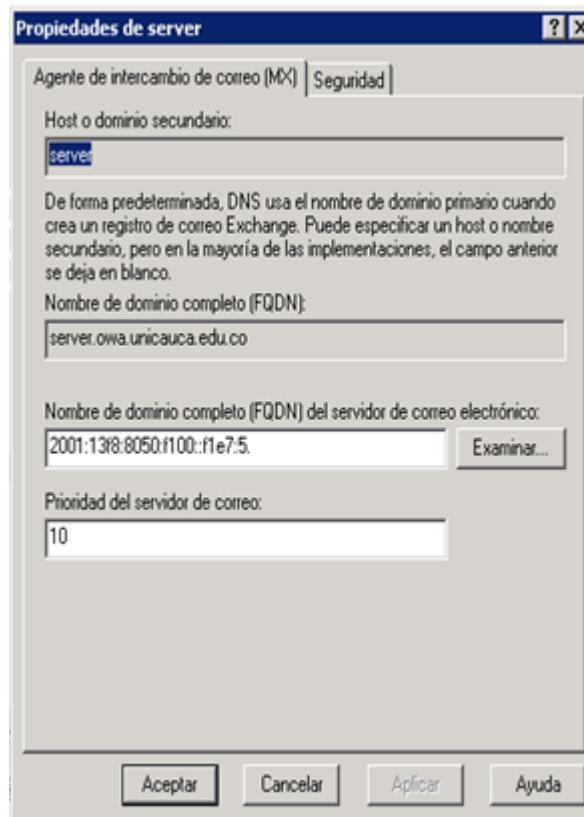 Propiedades de server
Agente de intercambio de correo (MX)
Seguridad
Host o dominio secundario:
server
De forma predeterminada, DNS usa el nombre de dominio primario cuando
crea un registro de correo Exchange. Puede especificar un host o nombre
secundario, pero en la mayoría de las implementaciones, el campo anterior
se deja en blanco.
Nombre de dominio completo (FQDN):
server.owa.unicauca.edu.co
Nombre de dominio completo (FQDN) del servidor de correo electrónico:
2001:13f8:8050:f100::f1e7:5.
Examinar...
Prioridad del servidor de correo:
10
Aceptar
Cancelar
Aplicar
Ayuda